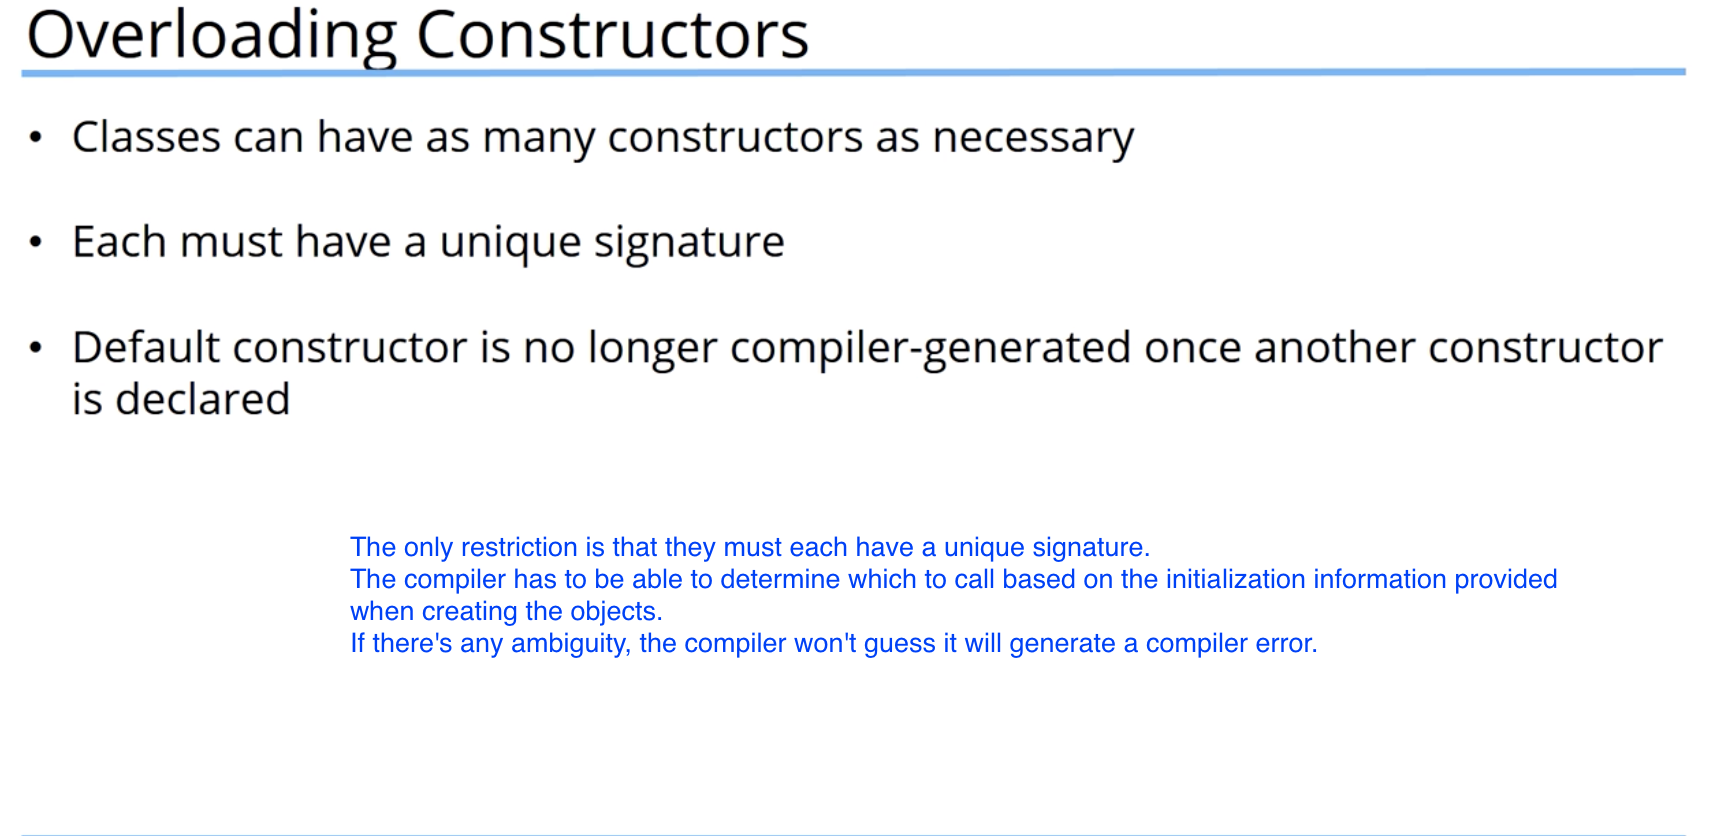 Overloading Constructors
• Classes can have as many constructors as necessary
• Each must have a unique signature
• Default constructor is no longer compiler-generated once another constructor
is declared
The only restriction is that they must each have a unique signature.
The compiler has to be able to determine which to call based on the initialization information provided
when creating the objects.
If there's any ambiguity, the compiler won't guess it will generate a compiler error.